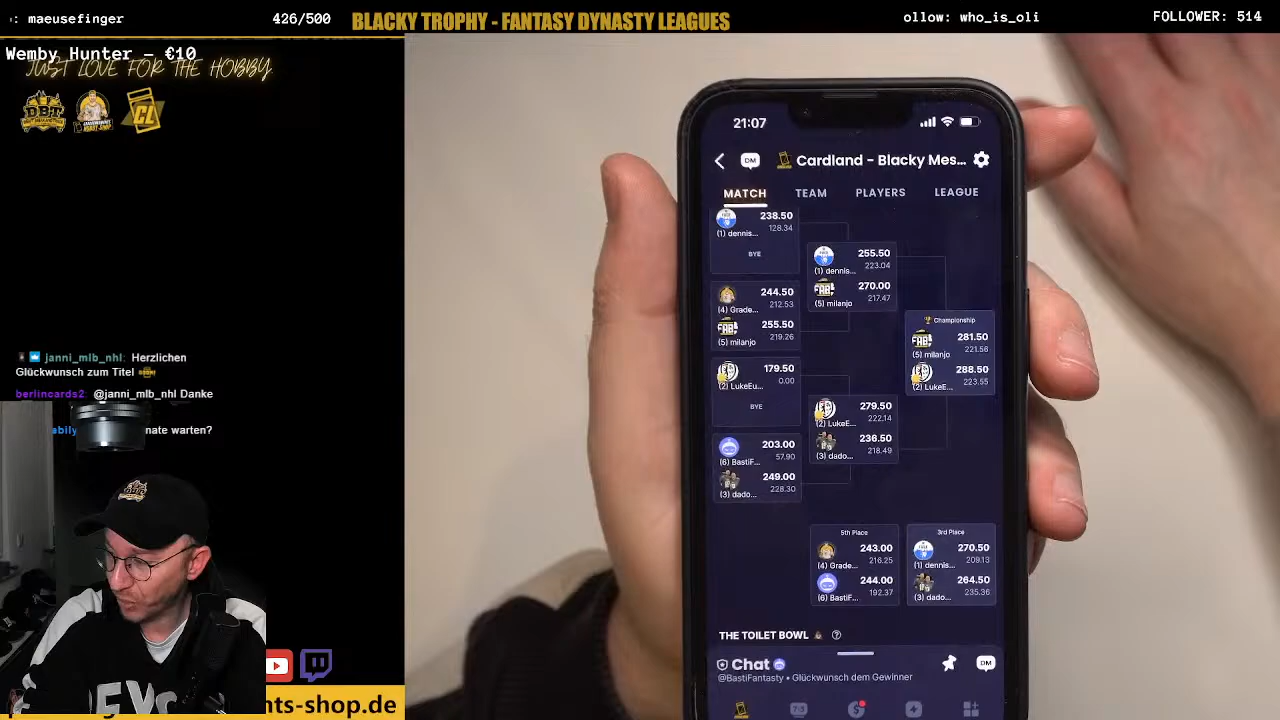 : maeusefinger
426/500
BLACKY TROPHY - FANTASY DYNASTY LEAGUES
ollow: who_is_oli
FOLLOWER: 514
Wemby Hunter - €10
JUST LOVE FOR THE HOBBY
DBT
CL
janni_mlb_nhl: Herzlichen
Glückwunsch zum Titel
berlincards2: @janni_mlb_nhl Danke
nate warten?
nts-shop.de
21:07
DM
Cardland - Blacky Mes...
MATCH
TEAM
PLAYERS
LEAGUE
238.50
128.34
(1) dennis...
BYE
244.50
212.53
(4) Grade...
255.50
219.26
(5) milanjo
179.50
0.00
(2) LukeEu...
BYE
203.00
57.90
(6) BastiF...
249.00
228.30
(3) dado...
255.50
223.04
(1) dennis...
270.00
217.47
(5) milanjo
279.50
222.14
(2) LukeE...
236.50
218.49
(3) dado...
Championship
281.50
221.56
(5) milanjo
288.50
223.55
(2) LukeE...
5th Place
243.00
216.25
(4) Grade...
244.00
192.37
(6) BastiF...
3rd Place
270.50
209.13
(1) dennis...
264.50
235.36
(3) dado...
THE TOILET BOWL
Chat
DM
@BastiFantasy • Glückwunsch dem Gewinner